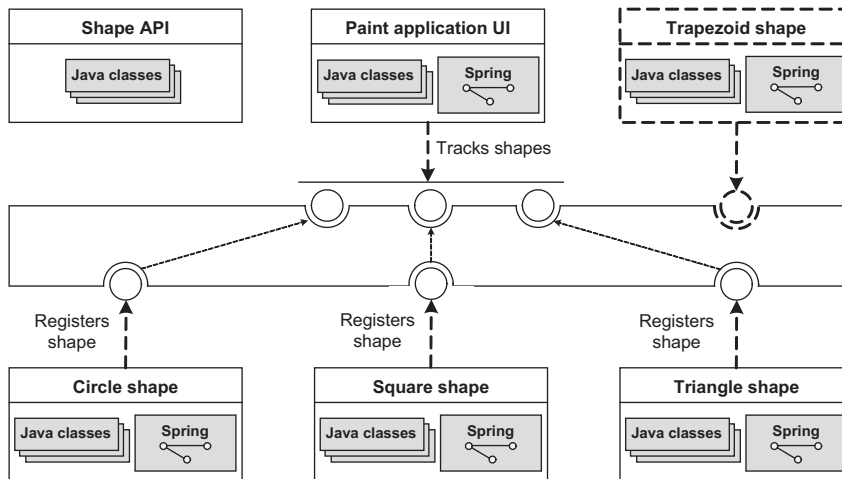 Shape API
Java classes
Paint application UI
Java classes
Spring
Trapezoid shape
Java classes
Spring
Tracks shapes
Registers
shape
Registers
shape
Registers
shape
Circle shape
Java classes
Spring
Square shape
Java classes
Spring
Triangle shape
Java classes
Spring